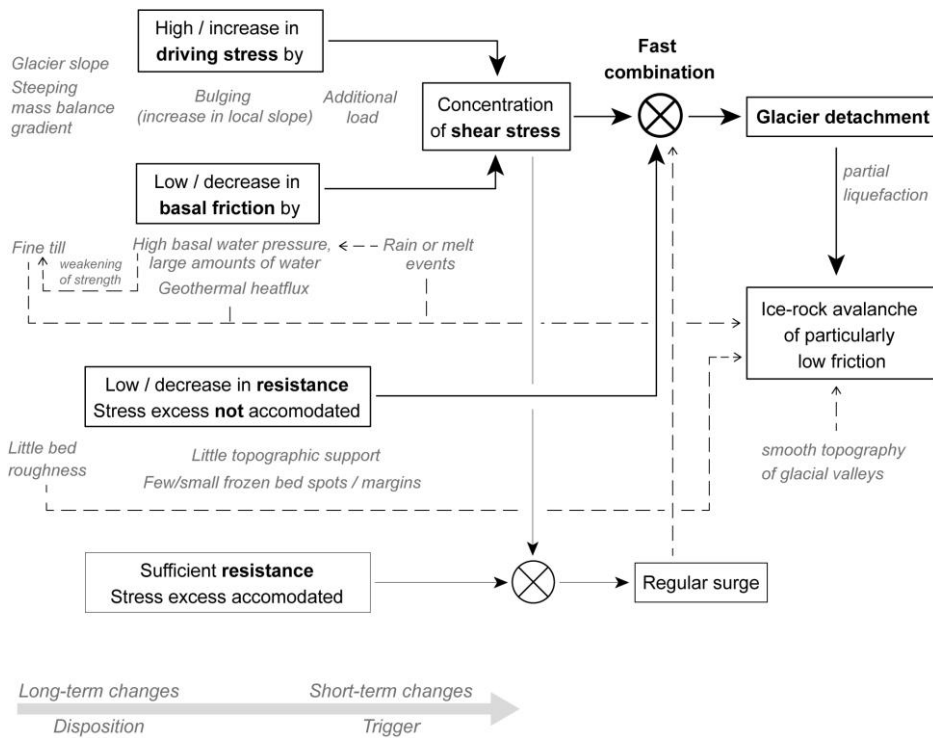 High / increase in
driving stress by
Glacier slope
Steeping
mass balance
gradient
Bulging
(increase in local slope)
Additional
load
Concentration
of shear stress
Fast
combination
Glacier detachment
partial
liquefaction
Low / decrease in
basal friction by
Fine till
weakening
of strength
High basal water pressure,
large amounts of water
Geothermal heatflux
Rain or melt
events
Ice-rock avalanche
of particularly
low friction
Low / decrease in resistance
Stress excess not accomodated
Little bed
roughness
Little topographic support
Few/small frozen bed spots / margins
smooth topography
of glacial valleys
Sufficient resistance
Stress excess accomodated
Regular surge
Long-term changes
Short-term changes
Disposition
Trigger